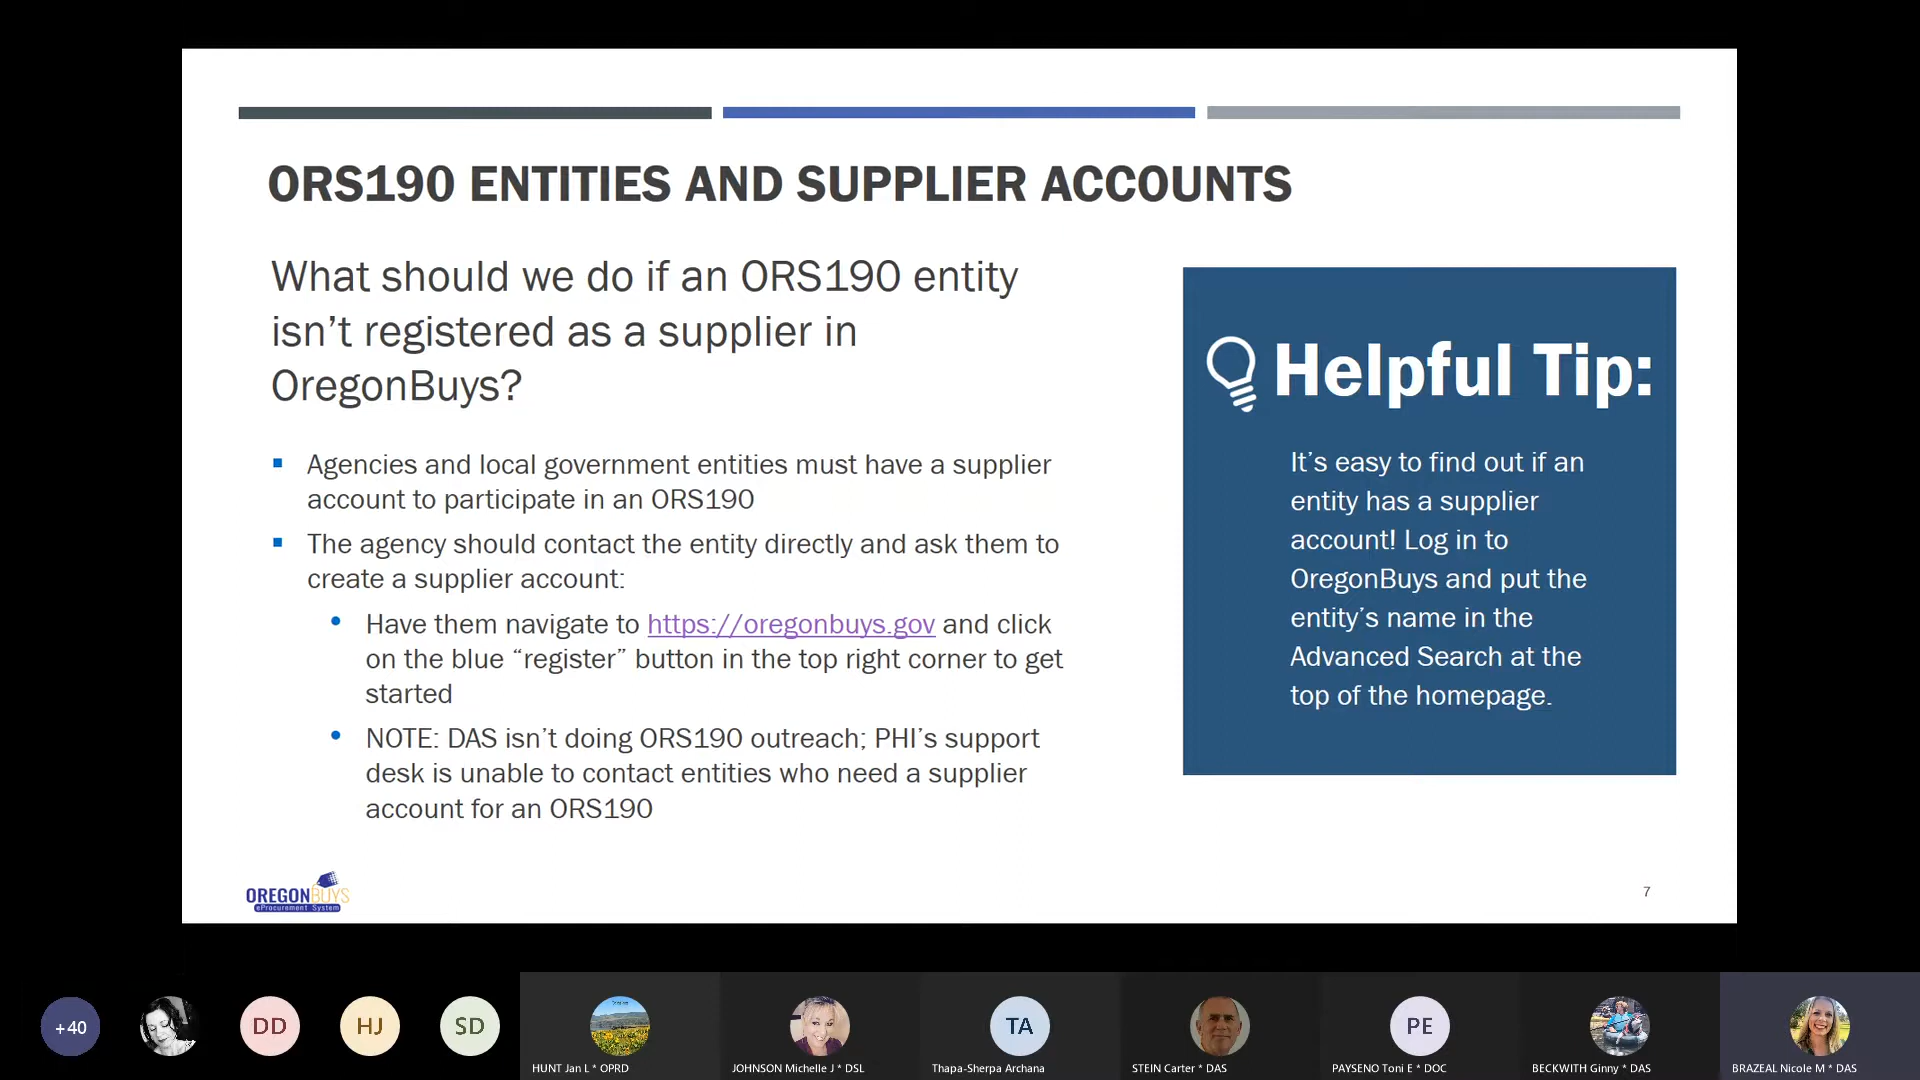 ORS190 ENTITIES AND SUPPLIER ACCOUNTS
What should we do if an ORS190 entity
isn’t registered as a supplier in
OregonBuys?
▪ Agencies and local government entities must have a supplier
account to participate in an ORS190
▪ The agency should contact the entity directly and ask them to
create a supplier account:
• Have them navigate to https://oregonbuys.gov and click
on the blue “register” button in the top right corner to get
started
• NOTE: DAS isn’t doing ORS190 outreach; PHI’s support
desk is unable to contact entities who need a supplier
account for an ORS190
Helpful Tip:
It’s easy to find out if an
entity has a supplier
account! Log in to
OregonBuys and put the
entity’s name in the
Advanced Search at the
top of the homepage.
OREGONBUYS
eProcurement System
7
+40
DD
HJ
SD
TA
PE
HUNT Jan L * OPRD
JOHNSON Michelle J * DSL
Thapa-Sherpa Archana
STEIN Carter * DAS
PAYSENO Toni E * DOC
BECKWITH Ginny * DAS
BRAZEAL Nicole M * DAS